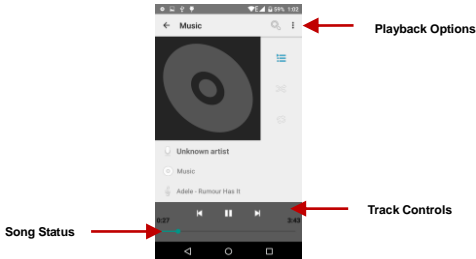 59% 1:02
Music
Playback Options
Unknown artist
Music
Adele - Rumour Has It
Track Controls
0:27
3:43
Song Status